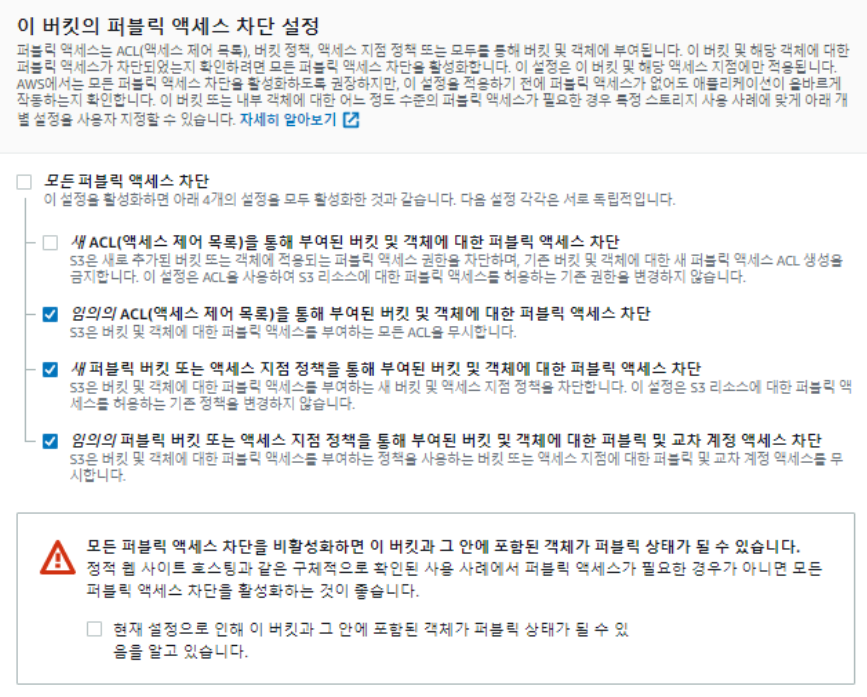 이 버킷의 퍼블릭 액세스 차단 설정
퍼블릭 액세스는 ACL(액세스 제어 목록), 버킷 정책, 액세스 지점 정책 또는 모두를 통해 버킷 및 객체에 부여됩니다. 이 버킷 및 해당 객체에 대한
퍼블릭 액세스가 차단되었는지 확인하려면 모든 퍼블릭 액세스 차단을 활성화합니다. 이 설정은 이 버킷 및 해당 액세스 지점에만 적용됩니다.
AWS에서는 모든 퍼블릭 액세스 차단을 활성화하도록 권장하지만, 이 설정을 적용하기 전에 퍼블릭 액세스가 없어도 애플리케이션이 올바르게
작동하는지 확인합니다. 이 버킷 또는 내부 객체에 대한 어느 정도 수준의 퍼블릭 액세스가 필요한 경우 특정 스토리지 사용 사례에 맞게 아래 개
별 설정을 사용자 지정할 수 있습니다. 자세히 알아보기
모든 퍼블릭 액세스 차단
이 설정을 활성화하면 아래 4개의 설정을 모두 활성화한 것과 같습니다. 다음 설정 각각은 서로 독립적입니다.
새 ACL(액세스 제어 목록)을 통해 부여된 버킷 및 객체에 대한 퍼블릭 액세스 차단
S3은 새로 추가된 버킷 또는 객체에 적용되는 퍼블릭 액세스 권한을 차단하며, 기존 버킷 및 객체에 대한 새 퍼블릭 액세스 ACL 생성을
금지합니다. 이 설정은 ACL을 사용하여 S3 리소스에 대한 퍼블릭 액세스를 허용하는 기존 권한을 변경하지 않습니다.
임의의 ACL(액세스 제어 목록)을 통해 부여된 버킷 및 객체에 대한 퍼블릭 액세스 차단
S3은 버킷 및 객체에 대한 퍼블릭 액세스를 부여하는 모든 ACL을 무시합니다.
새 퍼블릭 버킷 또는 액세스 지점 정책을 통해 부여된 버킷 및 객체에 대한 퍼블릭 액세스 차단
S3은 버킷 및 객체에 대한 퍼블릭 액세스를 부여하는 새 버킷 및 액세스 지점 정책을 차단합니다. 이 설정은 S3 리소스에 대한 퍼블릭 액
세스를 허용하는 기존 정책을 변경하지 않습니다.
임의의 퍼블릭 버킷 또는 액세스 지점 정책을 통해 부여된 버킷 및 객체에 대한 퍼블릭 및 교차 계정 액세스 차단
S3은 버킷 및 객체에 대한 퍼블릭 액세스를 부여하는 정책을 사용하는 버킷 또는 액세스 지점에 대한 퍼블릭 및 교차 계정 액세스를 무
시합니다.
모든 퍼블릭 액세스 차단을 비활성화하면 이 버킷과 그 안에 포함된 객체가 퍼블릭 상태가 될 수 있습니다.
정적 웹 사이트 호스팅과 같은 구체적으로 확인된 사용 사례에서 퍼블릭 액세스가 필요한 경우가 아니면 모든
퍼블릭 액세스 차단을 활성화하는 것이 좋습니다.
현재 설정으로 인해 이 버킷과 그 안에 포함된 객체가 퍼블릭 상태가 될 수 있
음을 알고 있습니다.